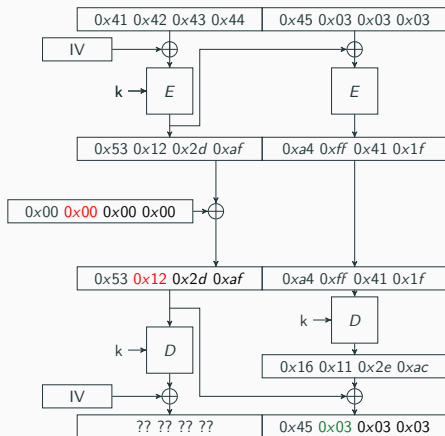 0x41 0x42 0x43 0x44 0x45 0x03 0x03 0x03
IV
k E E
0x53 0x12 0x2d 0xaf 0xa4 0xff 0x41 0x1f
0x00 0x00 0x00 0x00
0x53 0x12 0x2d 0xaf 0xa4 0xff 0x41 0x1f
k D
k D
0x16 0x11 0x2e 0xac
IV
?? ?? ?? ?? 0x45 0x03 0x03 0x03